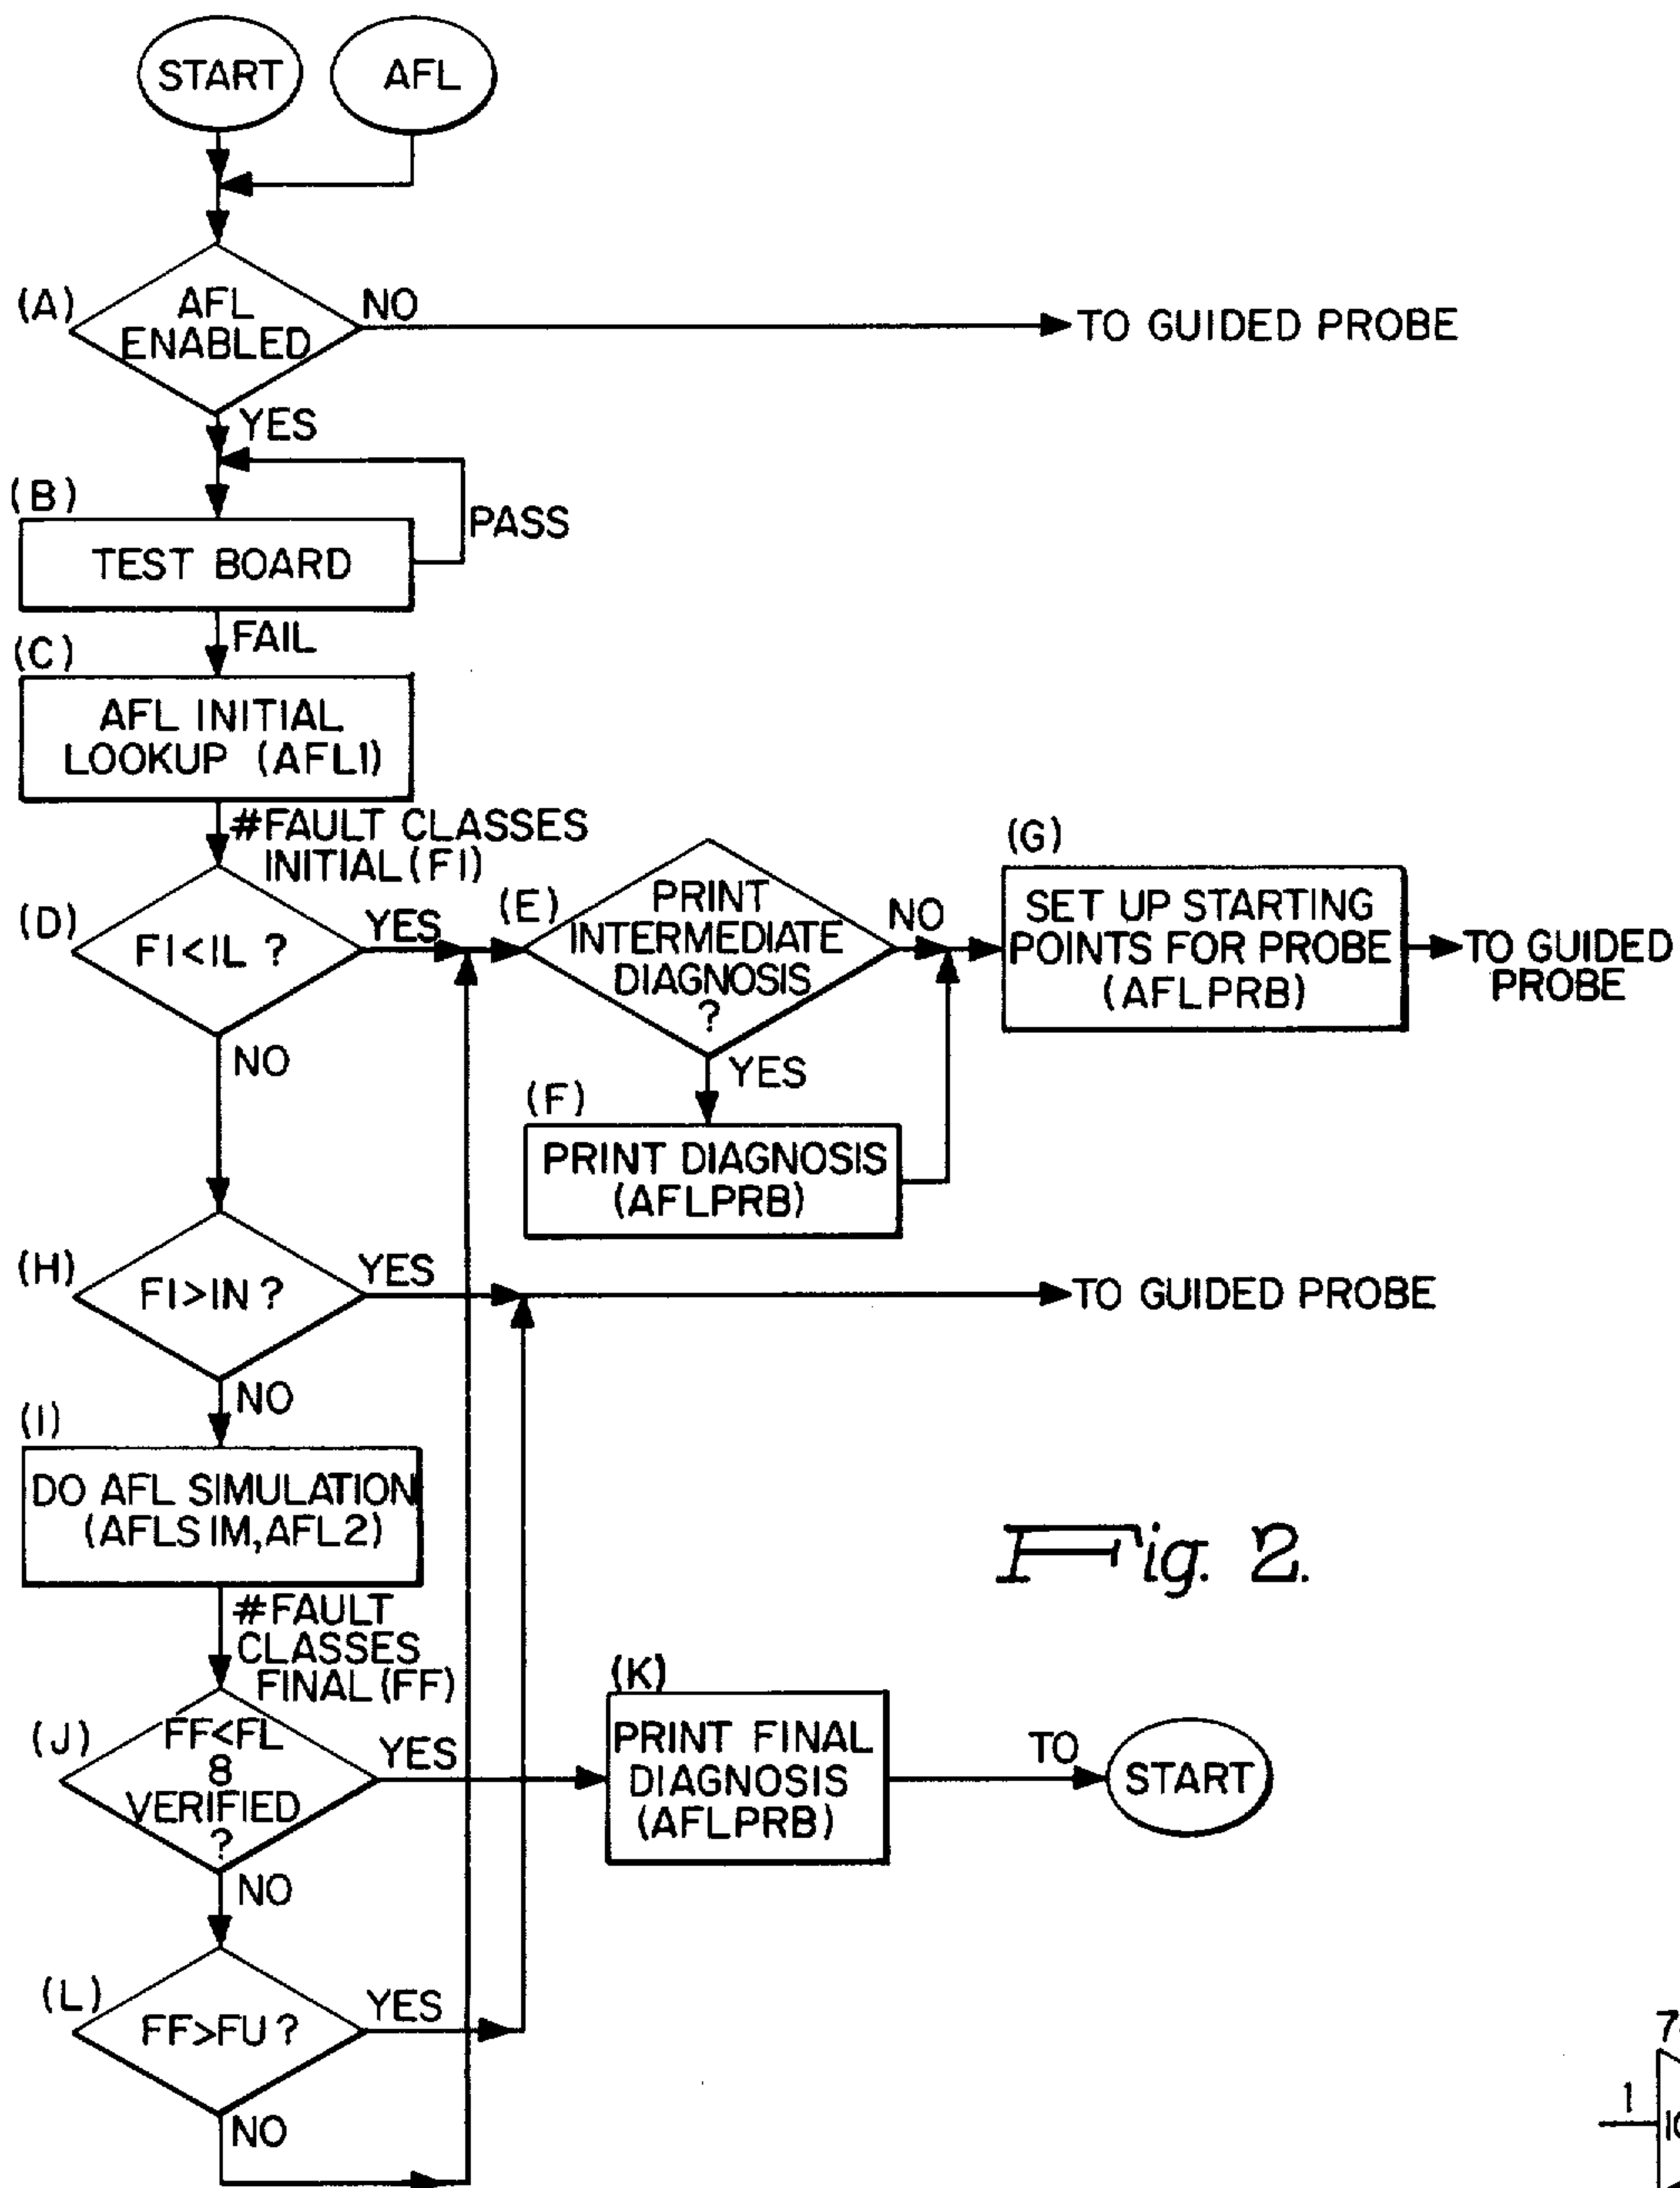 START
AFL
(A)
AFL
ENABLED
NO
TO GUIDED PROBE
YES
(B)
TEST BOARD
PASS
FAIL
(C)
AFL INITIAL
LOOKUP (AFL1)
#FAULT CLASSES
INITIAL (FI)
(D)
FI<IL ?
YES
NO
(E)
PRINT
INTERMEDIATE
DIAGNOSIS
?
NO
YES
(F)
PRINT DIAGNOSIS
(AFLPRB)
(G)
SET UP STARTING
POINTS FOR PROBE
(AFLPRB)
TO GUIDED
PROBE
(H)
FI>IN ?
YES
TO GUIDED PROBE
NO
(I)
DO AFL SIMULATION
(AFLSIM,AFL2)
#FAULT
CLASSES
FINAL (FF)
(J)
FF<FL
8
VERIFIED
?
YES
NO
(K)
PRINT FINAL
DIAGNOSIS
(AFLPRB)
TO
START
(L)
FF>FU ?
YES
NO
Fig. 2.
1